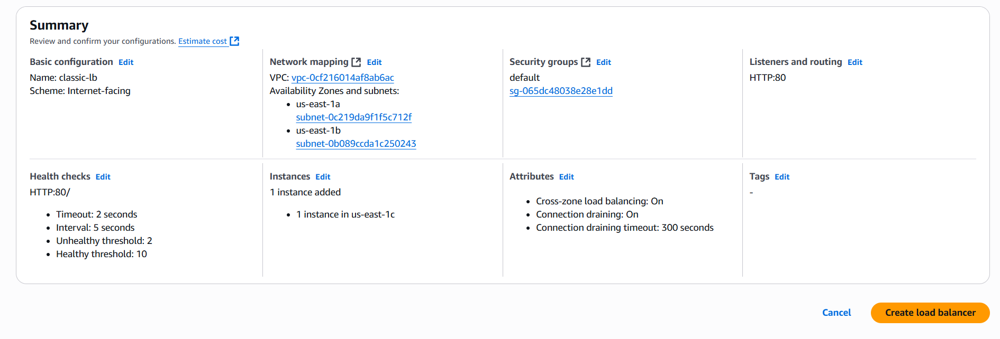 Summary
Review and confirm your configurations. Estimate cost
Basic configuration Edit
Name: classic-lb
Scheme: Internet-facing
Network mapping Edit
VPC: vpc-0cf216014af8ab6ac
Availability Zones and subnets:
us-east-1a
subnet-0c219da9f1f5c712f
us-east-1b
subnet-0b089ccda1c250243
Security groups Edit
default
sg-065dc48038e28e1dd
Listeners and routing Edit
HTTP:80
Health checks Edit
HTTP:80/
Timeout: 2 seconds
Interval: 5 seconds
Unhealthy threshold: 2
Healthy threshold: 10
Instances Edit
1 instance added
1 instance in us-east-1c
Attributes Edit
Cross-zone load balancing: On
Connection draining: On
Connection draining timeout: 300 seconds
Tags Edit
-
Cancel
Create load balancer